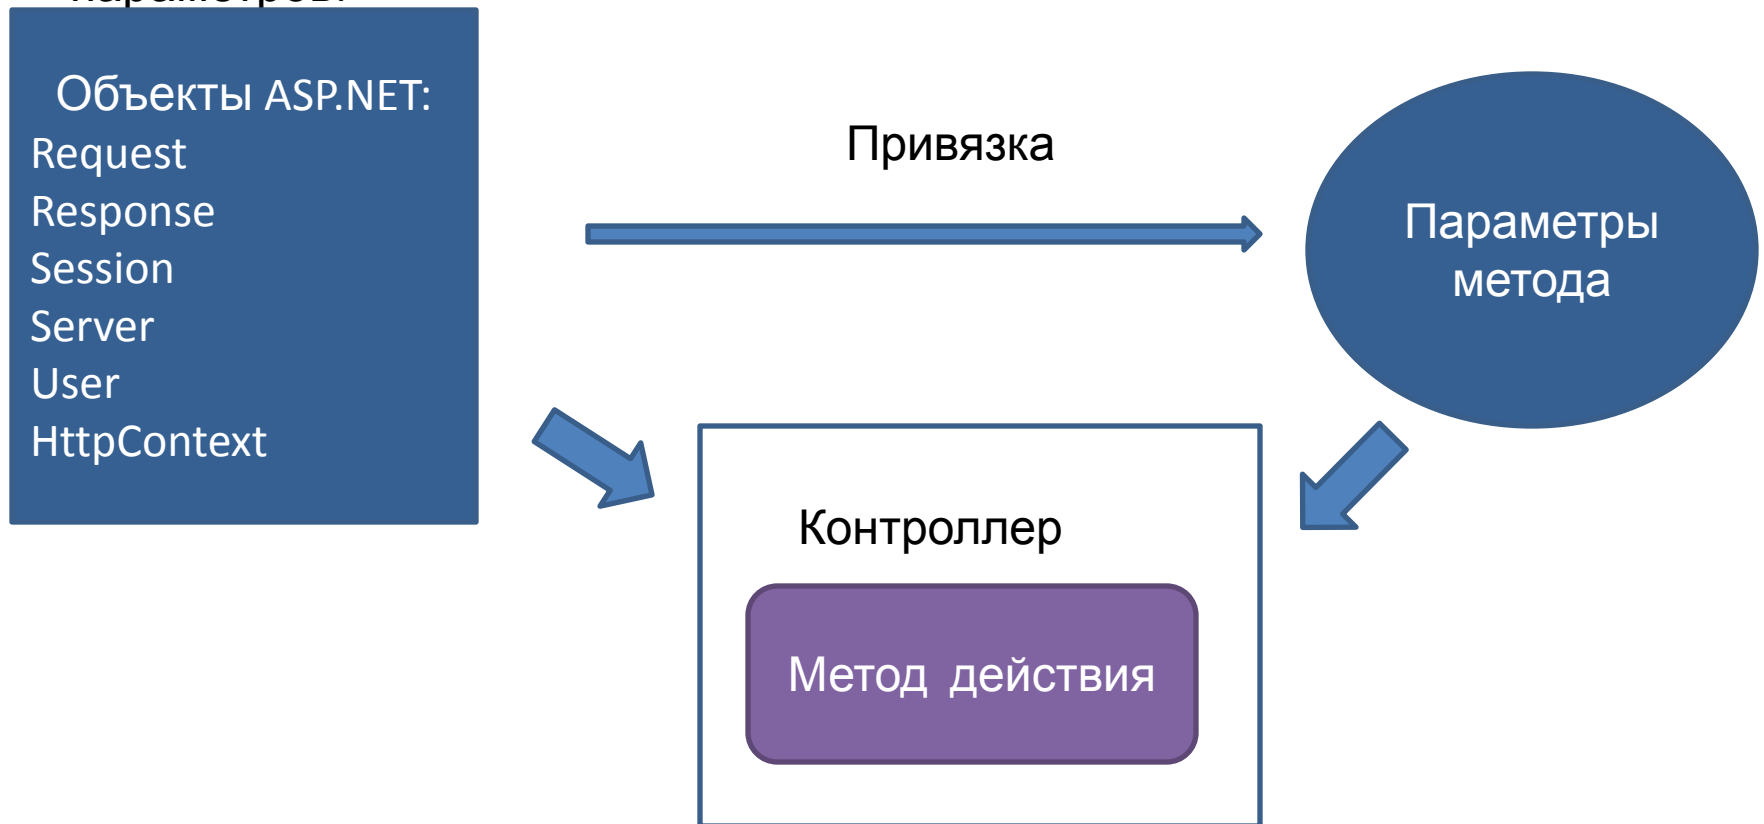 Объекты ASP.NET:
Request
Response
Session
Server
User
HttpContext
Привязка
Параметры
метода
Контроллер
Метод действия